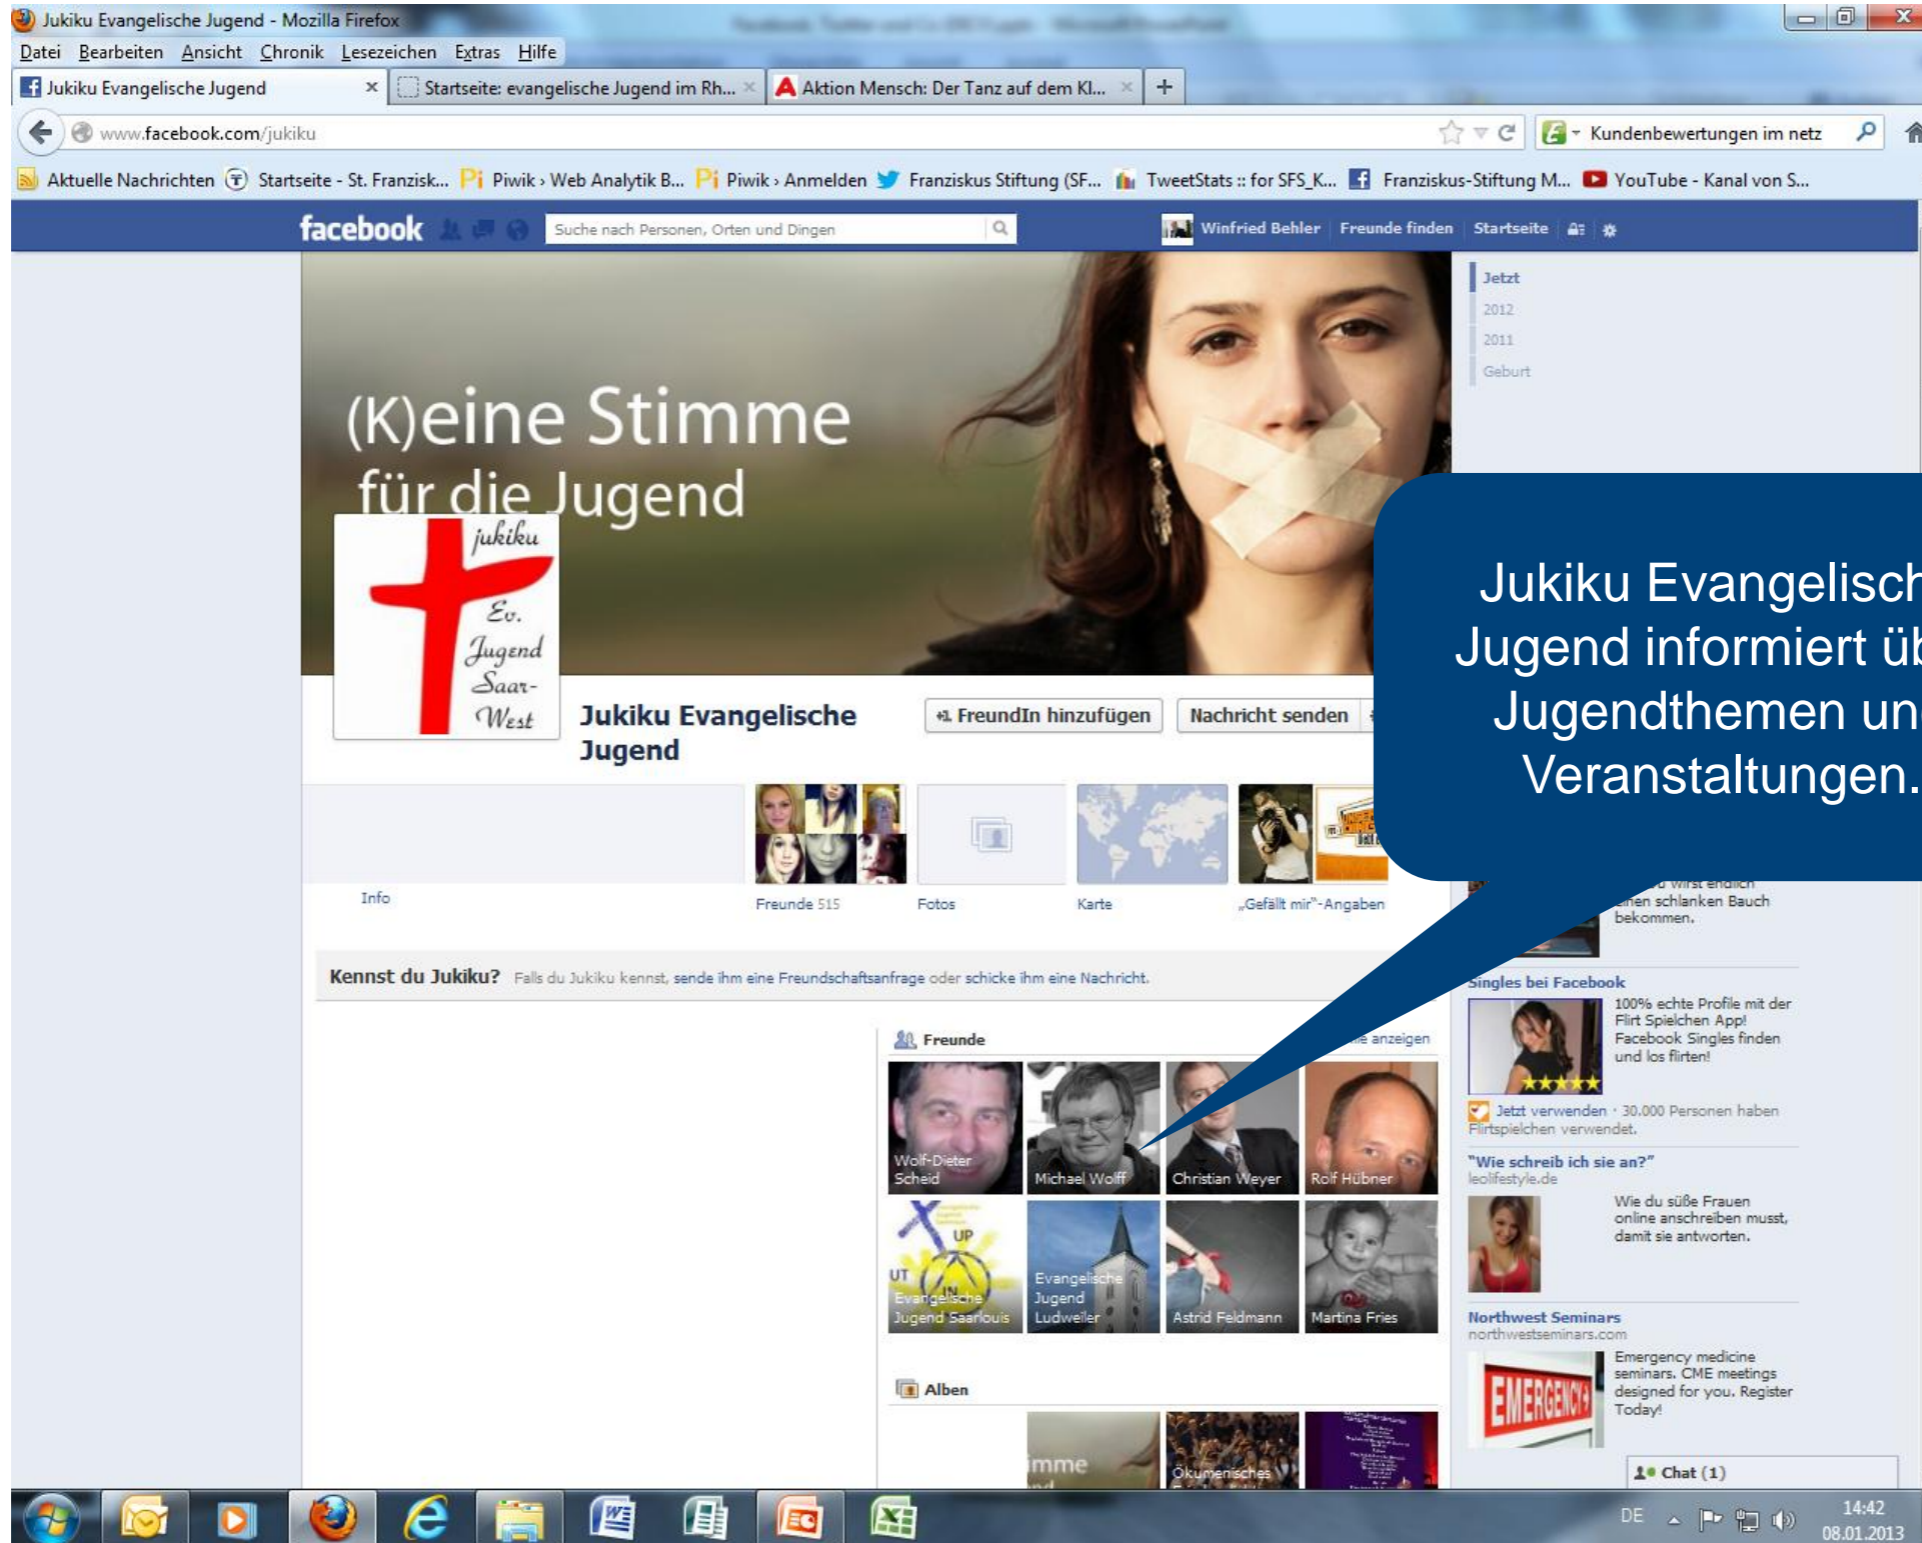 Jukiku Evangelische Jugend - Mozilla Firefox
Datei Bearbeiten Ansicht Chronik Lesezeichen Extras Hilfe
Jukiku Evangelische Jugend
Startseite: evangelische Jugend im Rh...
Aktion Mensch: Der Tanz auf dem Kl...
www.facebook.com/jukiku
Kundenbewertungen im netz
Aktuelle Nachrichten
Startseite - St. Franzisk...
Piwik › Web Analytik B...
Piwik › Anmelden
Franziskus Stiftung (SF...
TweetStats :: for SFS_K...
Franziskus-Stiftung M...
YouTube - Kanal von S...
facebook
Suche nach Personen, Orten und Dingen
Winfried Behler
Freunde finden
Startseite
Jetzt
2012
2011
Geburt
(K)eine Stimme
für die Jugend
jukiku
Ev.
Jugend
Saar-
West
Jukiku Evangelische
Jugend
+1 FreundIn hinzufügen
Nachricht senden
Jukiku Evangelisch
Jugend informiert üb
Jugendthemen un
Veranstaltungen.
Info
Freunde 515
Fotos
Karte
„Gefällt mir"-Angaben
wirst endlich
einen schlanken Bauch
bekommen.
Kennst du Jukiku? Falls du Jukiku kennst, sende ihm eine Freundschaftsanfrage oder schicke ihm eine Nachricht.
Freunde
anzeigen
Wolf-Dieter
Scheid
Michael Wolff
Christian Weyer
Rolf Hübner
UP
UT
IN
Evangelische
Jugend Saarlouis
Evangelische
Jugend
Ludweiler
Astrid Feldmann
Martina Fries
Alben
imme
Ökumenisches
Singles bei Facebook
100% echte Profile mit der
Flirt Spielchen App!
Facebook Singles finden
und los flirten!
Jetzt verwenden · 30.000 Personen haben
Flirtspielchen verwendet.
"Wie schreib ich sie an?"
leolifestyle.de
Wie du süße Frauen
online anschreiben musst,
damit sie antworten.
Northwest Seminars
northwestseminars.com
EMERGENCY
Emergency medicine
seminars. CME meetings
designed for you. Register
Today!
Chat (1)
DE
14:42
08.01.2013